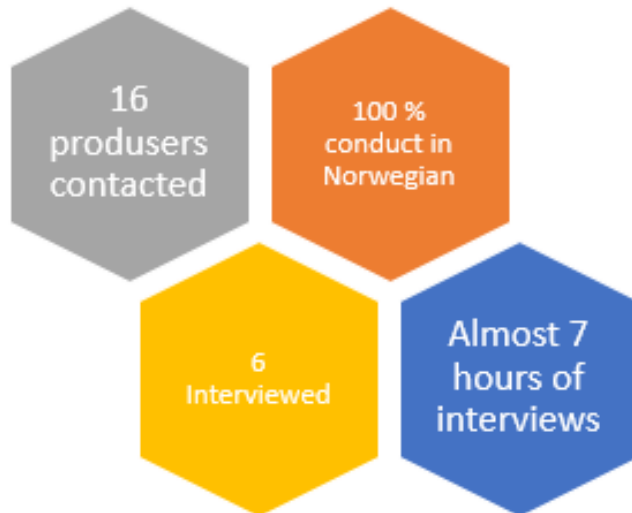 16
produsers
contacted
100 %
conduct in
Norwegian
6
Interviewed
Almost 7
hours of
interviews